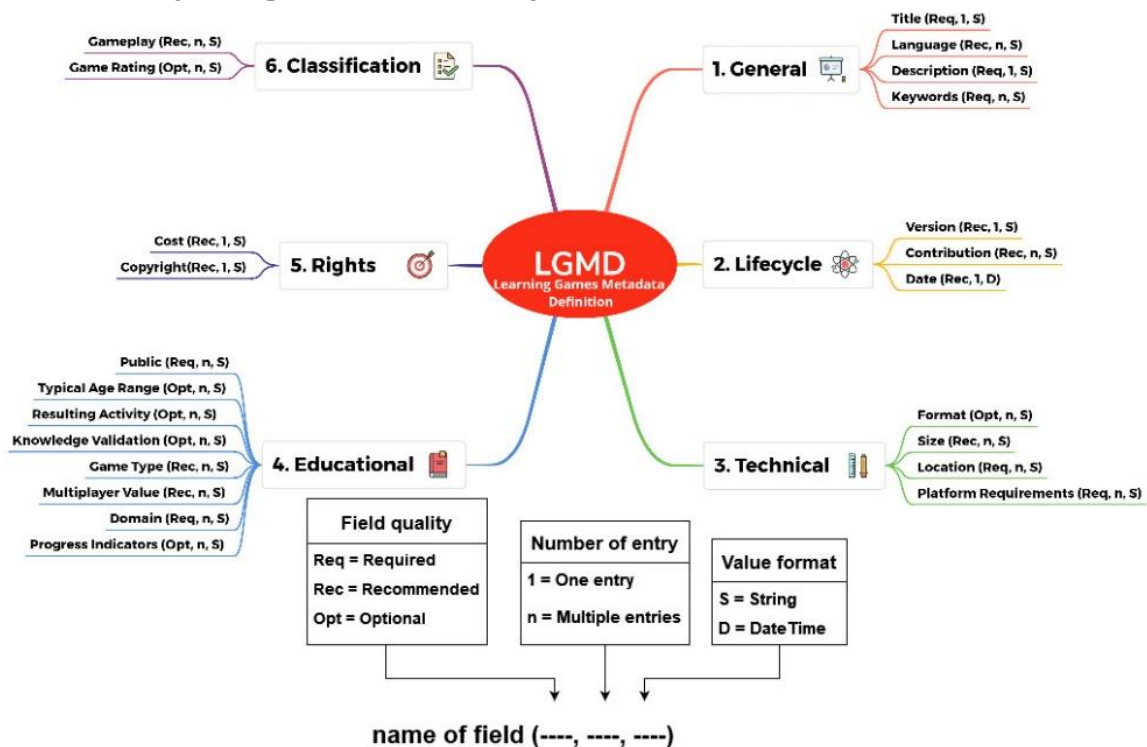 Gameplay (Rec, n, S)
Game Rating (Opt, n, S)
6. Classification
1. General
Title (Req, 1, S)
Language (Rec, n, S)
Description (Req, 1, S)
Keywords (Req, n, S)
Cost (Rec, 1, S)
Copyright(Rec, 1, S)
5. Rights
LGMD
Learning Games Metadata
Definition
2. Lifecycle
Version (Rec, 1, S)
Contribution (Rec, n, S)
Date (Rec, 1, D)
Public (Req, n, S)
Typical Age Range (Opt, n, S)
Resulting Activity (Opt, n, S)
Knowledge Validation (Opt, n, S)
Game Type (Rec, n, S)
Multiplayer Value (Rec, n, S)
Domain (Req, n, S)
Progress Indicators (Opt, n, S)
4. Educational
3. Technical
Format (Opt, n, S)
Size (Rec, n, S)
Location (Req, n, S)
Platform Requirements (Req, n, S)
Field quality
Req = Required
Rec = Recommended
Opt = Optional
Number of entry
1 = One entry
n = Multiple entries
Value format
S = String
D = DateTime
name of field (----, ----, ----)